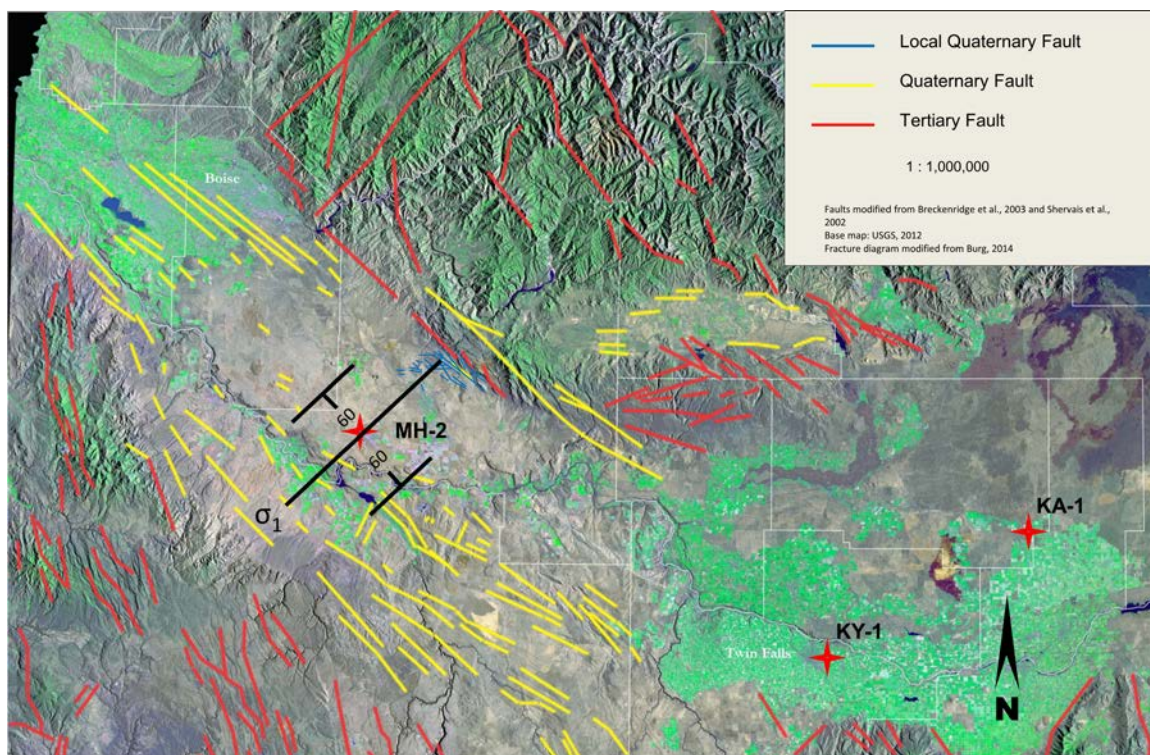 Local Quaternary Fault
Quaternary Fault
Tertiary Fault
1 : 1,000,000
Faults modified from Breckenridge et al., 2003 and Shervais et al.,
2002
Base map: USGS, 2012
Fracture diagram modified from Burg, 2014
Boise
60
MH-2
60
σ1
KA-1
KY-1
Twin Falls
N